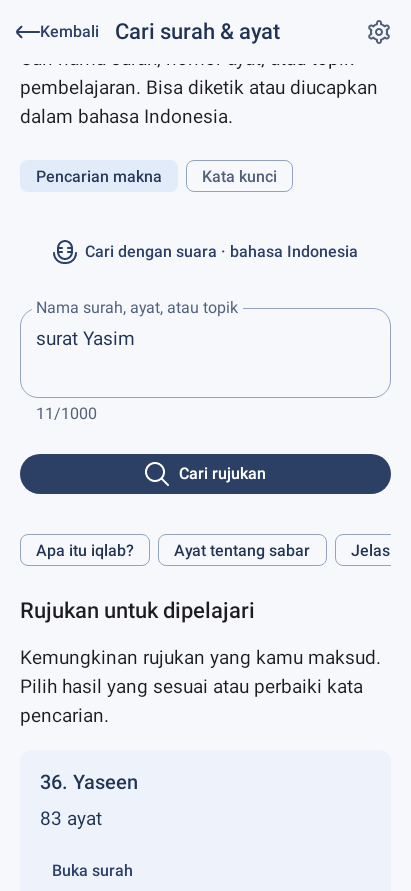 Kembali
Cari surah & ayat
pembelajaran. Bisa diketik atau diucapkan
dalam bahasa Indonesia.
Pencarian makna
Kata kunci
Cari dengan suara · bahasa Indonesia
Nama surah, ayat, atau topik
surat Yasim
11/1000
Cari rujukan
Apa itu iqlab?
Ayat tentang sabar
Jelas
Rujukan untuk dipelajari
Kemungkinan rujukan yang kamu maksud.
Pilih hasil yang sesuai atau perbaiki kata
pencarian.
36. Yaseen
83 ayat
Buka surah